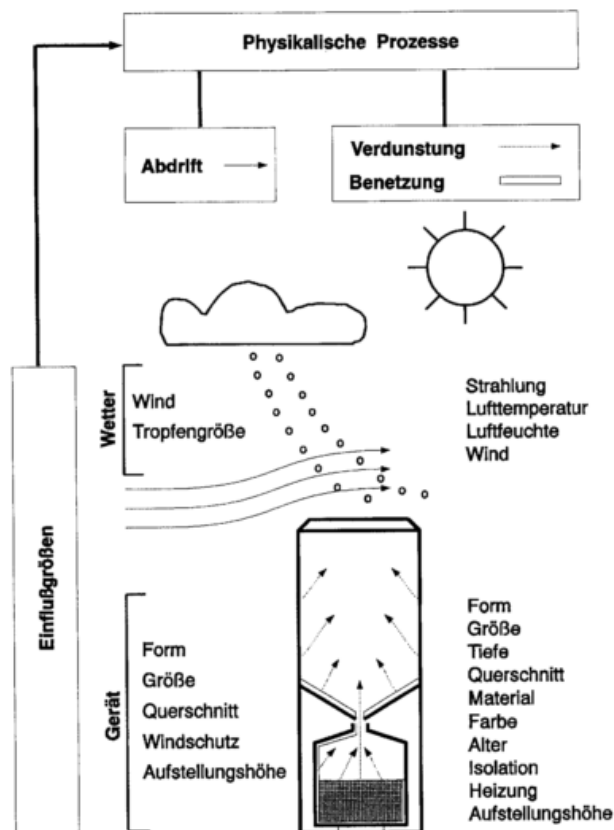 Physikalische Prozesse
Abdrift
Verdunstung
Benetzung
Einflußgrößen
Wetter
Wind
Tropfengröße
Strahlung
Lufttemperatur
Luftfeuchte
Wind
Gerät
Form
Größe
Querschnitt
Windschutz
Aufstellungshöhe
Form
Größe
Tiefe
Querschnitt
Material
Farbe
Alter
Isolation
Heizung
Aufstellungshöhe